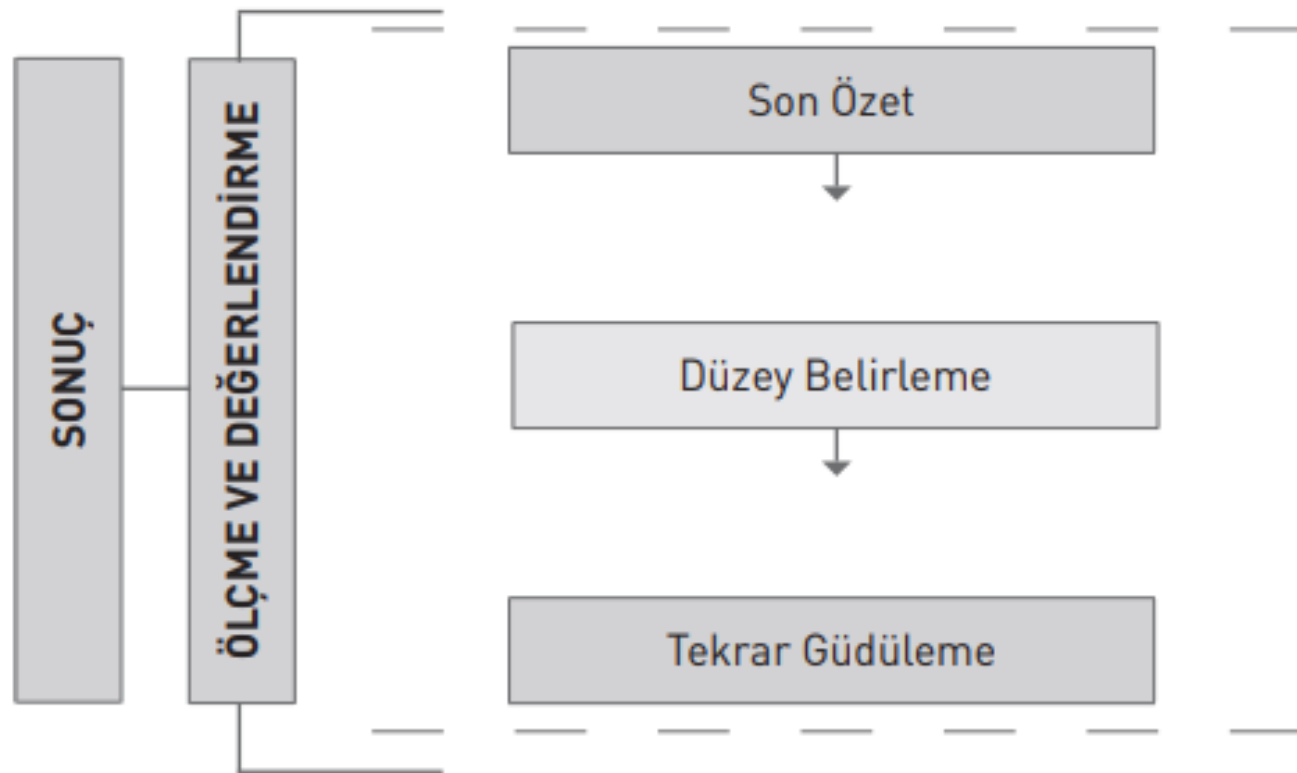 SONUÇ
ÖLÇME VE DEĞERLENDİRME
Son Özet
Düzey Belirleme
Tekrar Güdüleme